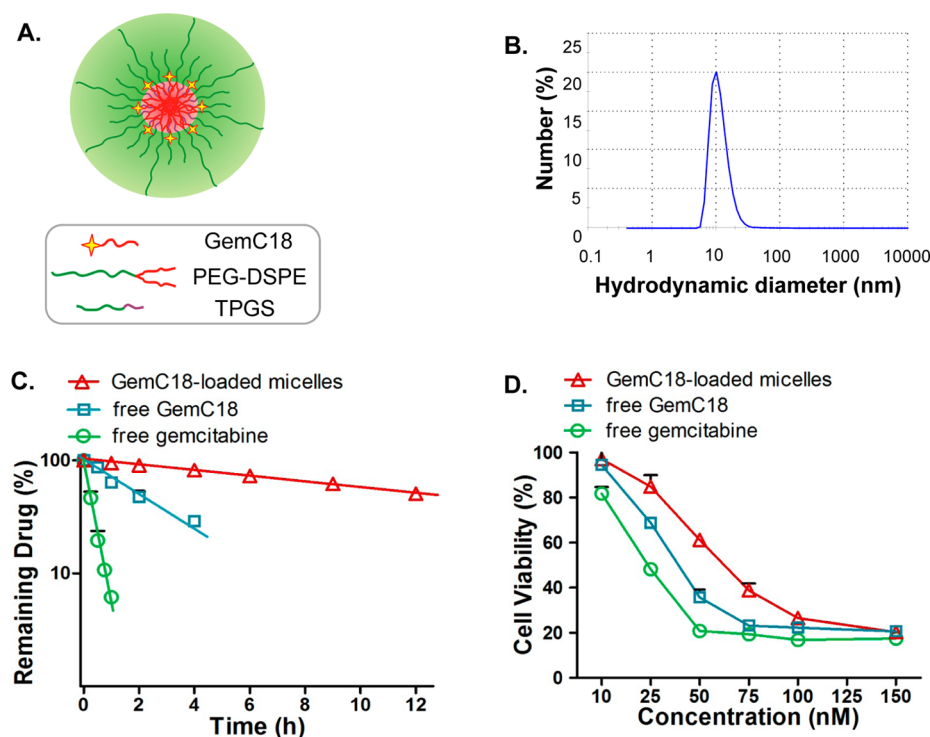 A.
GemC18
PEG-DSPE
TPGS
B.
Number (%)
25
20
15
10
5
0
0.1 1 10 100 1000 10000
Hydrodynamic diameter (nm)
C.
GemC18-loaded micelles
free GemC18
free gemcitabine
Remaining Drug (%)
100
10
0 2 4 6 8 10 12
Time (h)
D.
GemC18-loaded micelles
free GemC18
free gemcitabine
Cell Viability (%)
100
80
60
40
20
0
10 25 50 75 100 125 150
Concentration (nM)